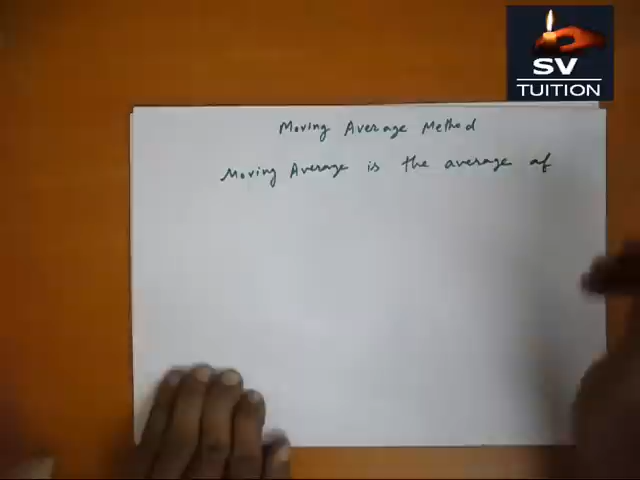 SV
TUITION
Moving Average Method
Moving Average is the average of